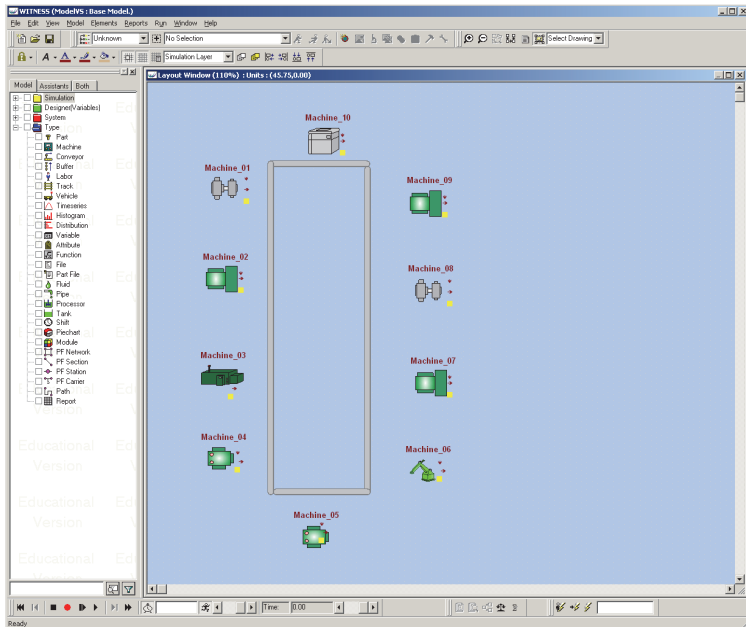 WITNESS (ModelVS : Base Model.)
File Edit View Model Elements Reports Run Window Help
Unknown No Selection Select Drawing
A A Simulation Layer
Layout Window (110%) : Units : (45.75,0.00)
Model Assistants Both
Simulation
Designer(Variables)
System
Type
Part
Machine
Conveyor
Buffer
Labor
Track
Vehicle
Timeseries
Histogram
Distribution
Variable
Attribute
Function
File
Part File
Fluid
Pipe
Processor
Tank
Shift
Piechart
Module
PF Network
PF Section
PF Station
PF Carrier
Path
Report
Version
Educational
Version
Educational
Version
Educational
Machine_10
Machine_01
Machine_09
Machine_02
Machine_08
Machine_03
Machine_07
Machine_04
Machine_06
Machine_05
Time: 0.00
Ready